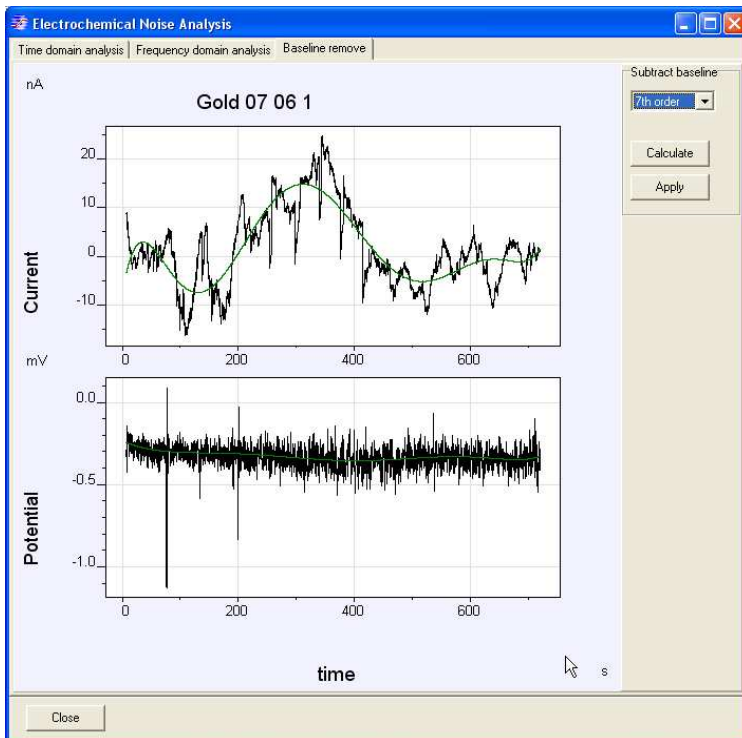 Electrochemical Noise Analysis
Time domain analysis Frequency domain analysis Baseline remove
nA
Gold 07 06 1
20
10
0
-10
Current
0 200 400 600
mV
0.0
-0.5
-1.0
Potential
0 200 400 600
time
s
Subtract baseline
7th order
Calculate
Apply
Close